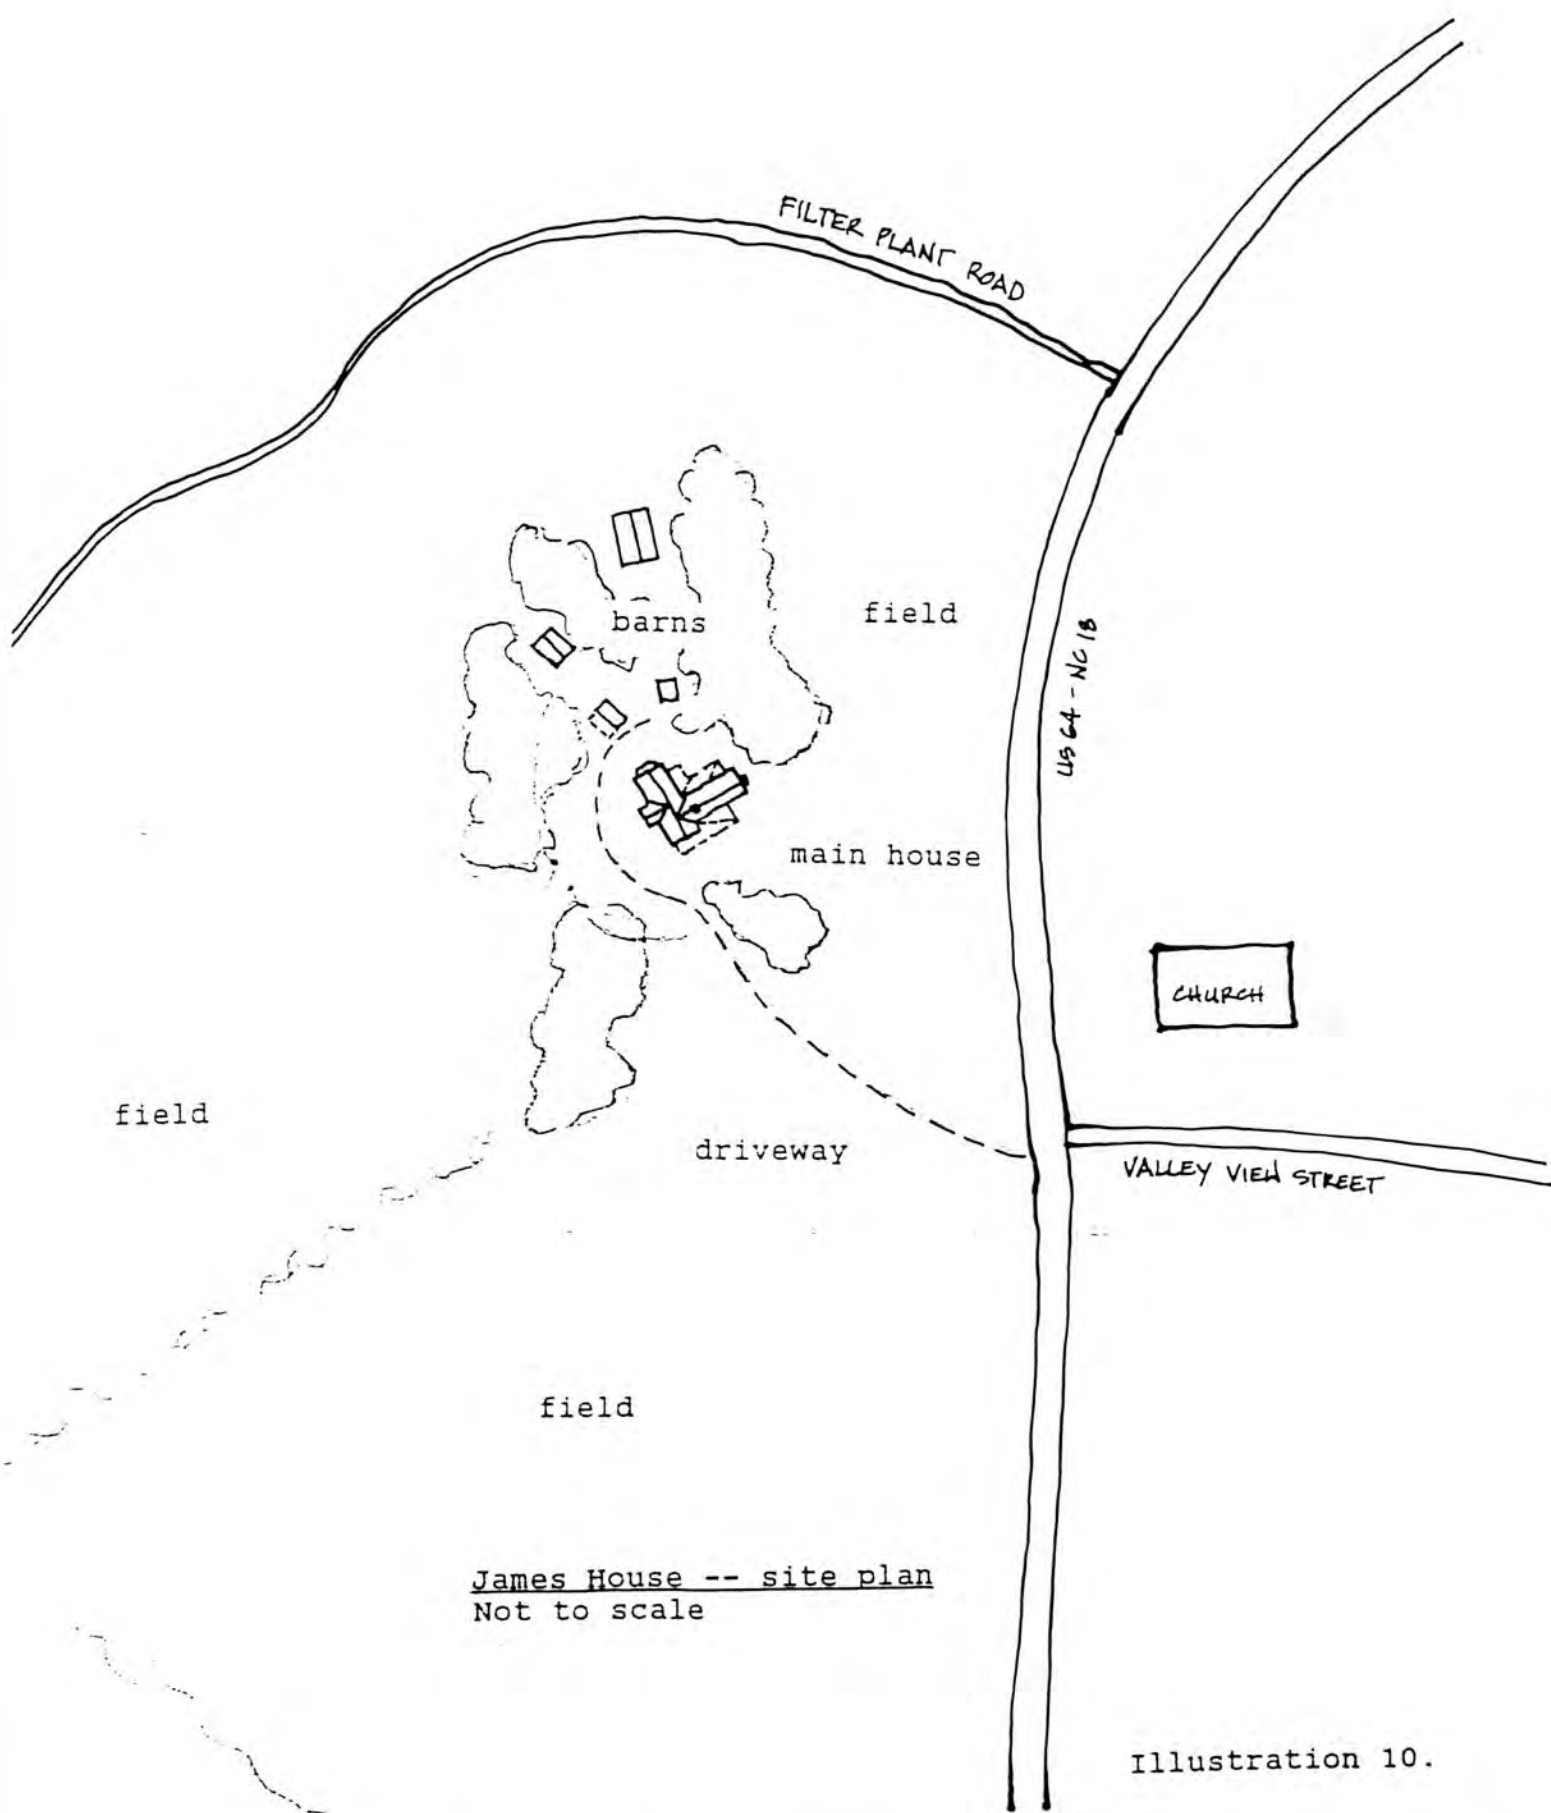 FILTER PLANT ROAD
field
barns
US 64 - NC 18
main house
CHURCH
field
driveway
VALLEY VIEW STREET
field
James House -- site plan
Not to scale
Illustration 10.